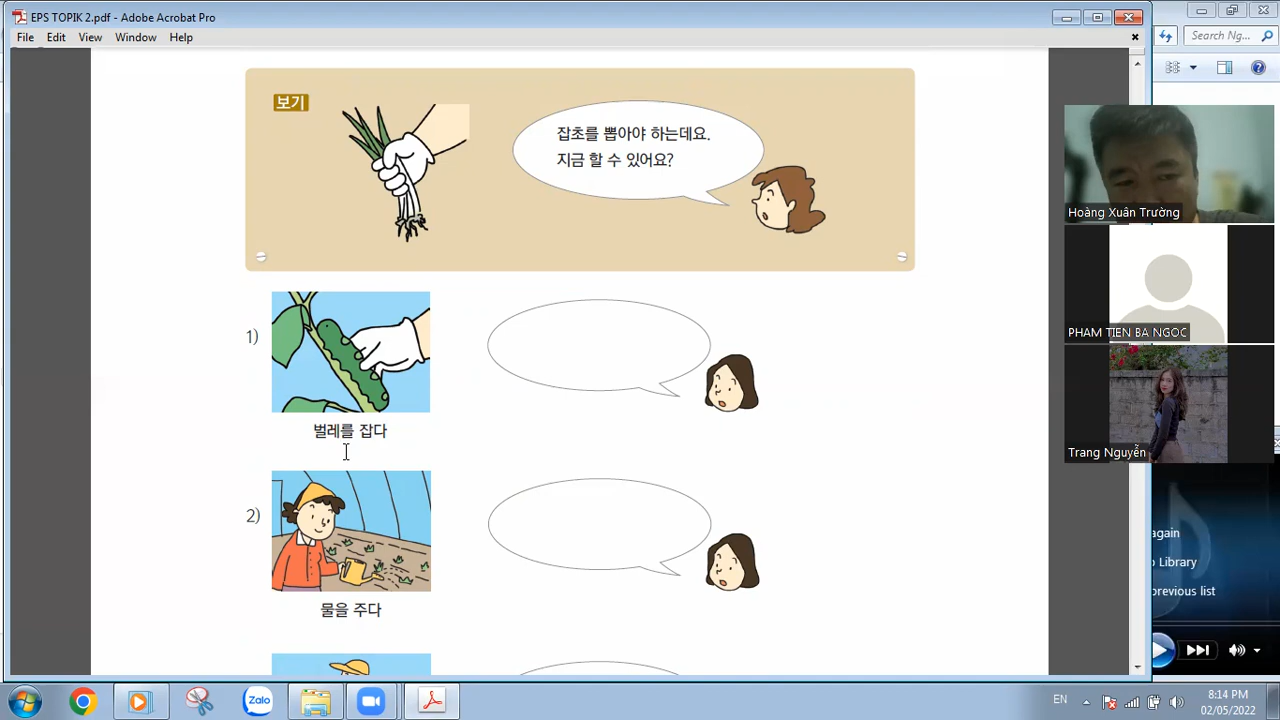 EPS TOPIK 2.pdf - Adobe Acrobat Pro
File Edit View Window Help
Search Ng...
보기
잡초를 뽑아야 하는데요.
지금 할 수 있어요?
1)
벌레를 잡다
2)
물을 주다
Hoàng Xuân Trường
PHAM TIEN BA NGOC
Trang Nguyễn
again
Library
previous list
Zalo
EN
8:14 PM
02/05/2022